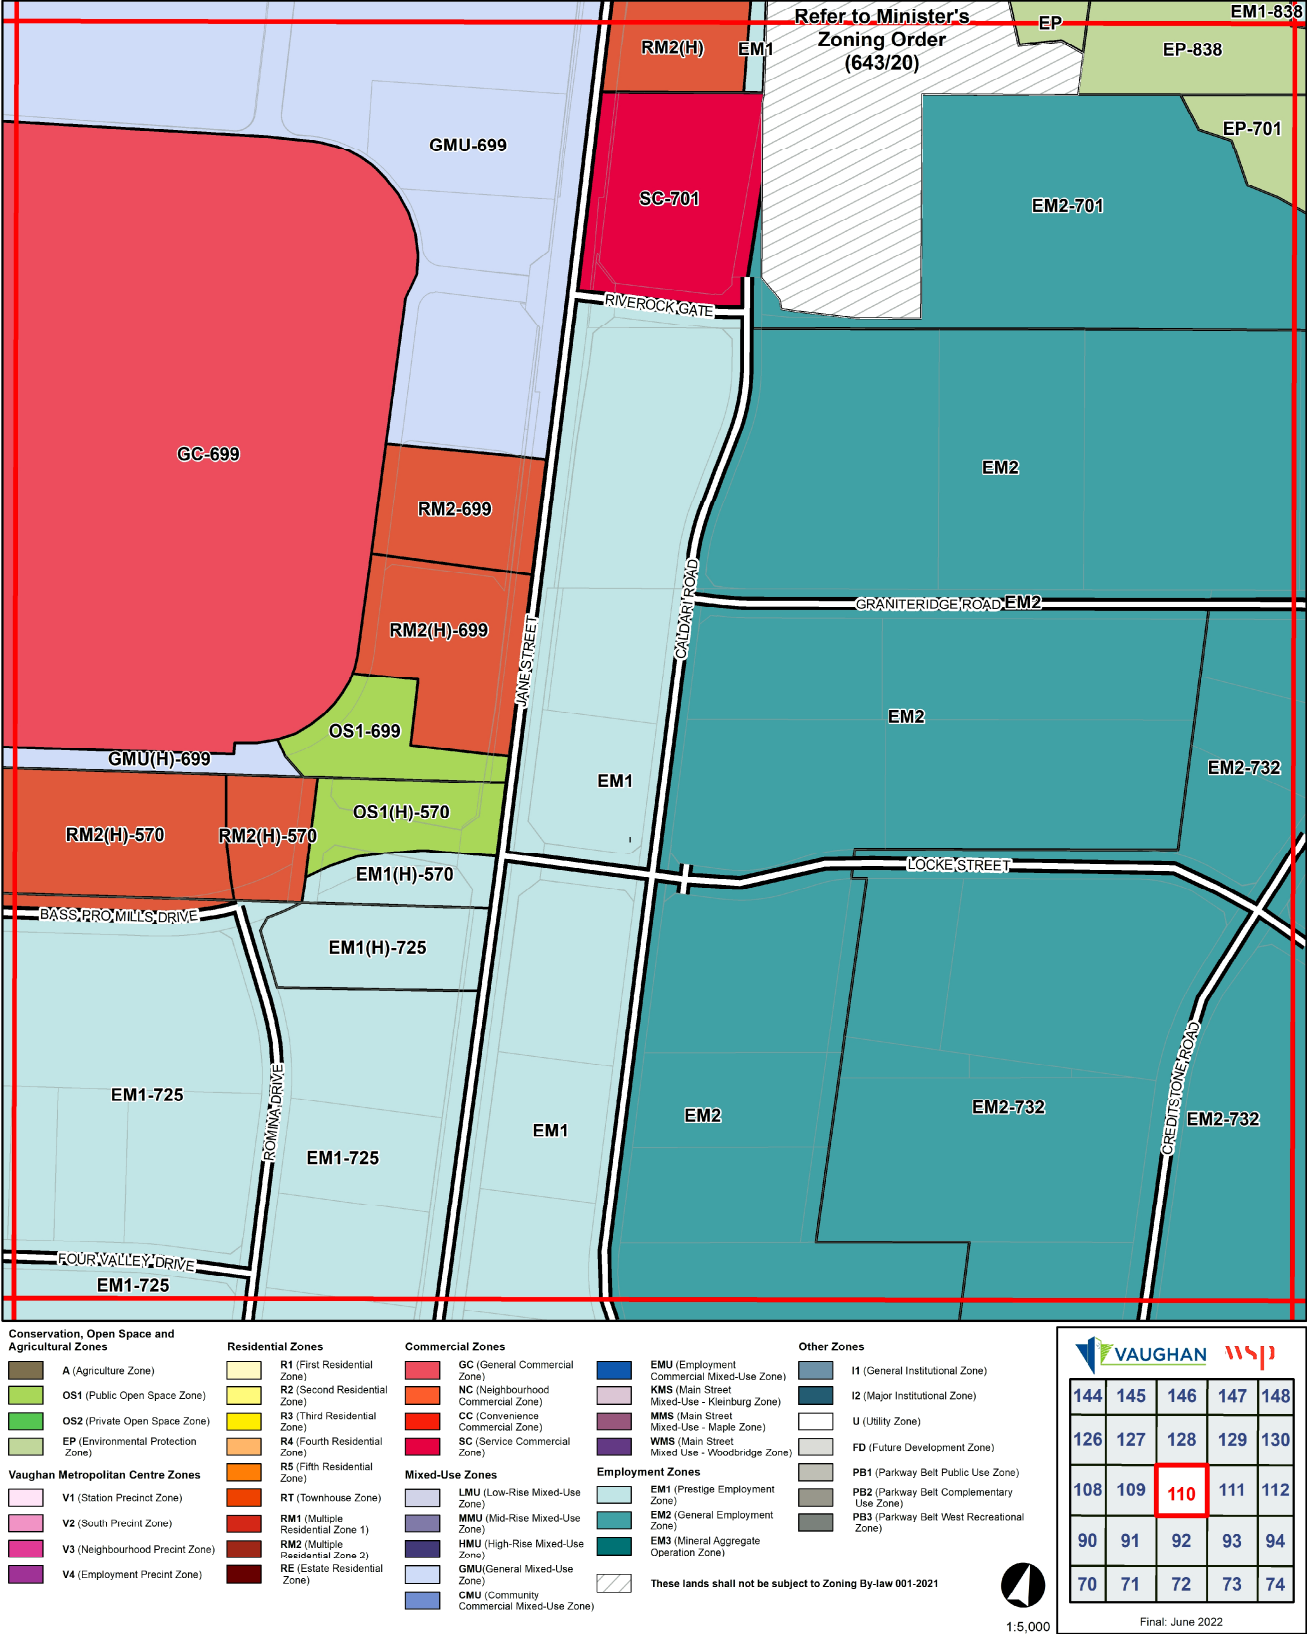 Refer to Minister's
Zoning Order
(643/20)
EP
EM1-838
RM2(H)
EM1
EP-838
GMU-699
EP-701
SC-701
EM2-701
RIVEROCK GATE
GC-699
EM2
RM2-699
CALDARI ROAD
GRANITERIDGE ROAD
EM2
RM2(H)-699
JANE STREET
EM2
OS1-699
GMU(H)-699
EM2-732
EM1
OS1(H)-570
RM2(H)-570
RM2(H)-570
LOCKE STREET
EM1(H)-570
BASS PRO MILLS DRIVE
EM1(H)-725
EM1-725
ROMINA DRIVE
EM1-725
EM1
EM2
EM2-732
CREDITSTONE ROAD
EM2-732
FOUR VALLEY DRIVE
EM1-725
Conservation, Open Space and
Agricultural Zones
A (Agriculture Zone)
OS1 (Public Open Space Zone)
OS2 (Private Open Space Zone)
EP (Environmental Protection
Zone)
Vaughan Metropolitan Centre Zones
V1 (Station Precinct Zone)
V2 (South Precint Zone)
V3 (Neighbourhood Precint Zone)
V4 (Employment Precint Zone)
Residential Zones
R1 (First Residential
Zone)
R2 (Second Residential
Zone)
R3 (Third Residential
Zone)
R4 (Fourth Residential
Zone)
R5 (Fifth Residential
Zone)
RT (Townhouse Zone)
RM1 (Multiple
Residential Zone 1)
RM2 (Multiple
Residential Zone 2)
RE (Estate Residential
Zone)
Commercial Zones
GC (General Commercial
Zone)
NC (Neighbourhood
Commercial Zone)
CC (Convenience
Commercial Zone)
SC (Service Commercial
Zone)
Mixed-Use Zones
LMU (Low-Rise Mixed-Use
Zone)
MMU (Mid-Rise Mixed-Use
Zone)
HMU (High-Rise Mixed-Use
Zone)
GMU(General Mixed-Use
Zone)
CMU (Community
Commercial Mixed-Use Zone)
EMU (Employment
Commercial Mixed-Use Zone)
KMS (Main Street
Mixed-Use - Kleinburg Zone)
MMS (Main Street
Mixed-Use - Maple Zone)
WMS (Main Street
Mixed Use - Woodbridge Zone)
Employment Zones
EM1 (Prestige Employment
Zone)
EM2 (General Employment
Zone)
EM3 (Mineral Aggregate
Operation Zone)
These lands shall not be subject to Zoning By-law 001-2021
Other Zones
I1 (General Institutional Zone)
I2 (Major Institutional Zone)
U (Utility Zone)
FD (Future Development Zone)
PB1 (Parkway Belt Public Use Zone)
PB2 (Parkway Belt Complementary
Use Zone)
PB3 (Parkway Belt West Recreational
Zone)
1:5,000
VAUGHAN wsp
144 145 146 147 148
126 127 128 129 130
108 109 110 111 112
90 91 92 93 94
70 71 72 73 74
Final: June 2022